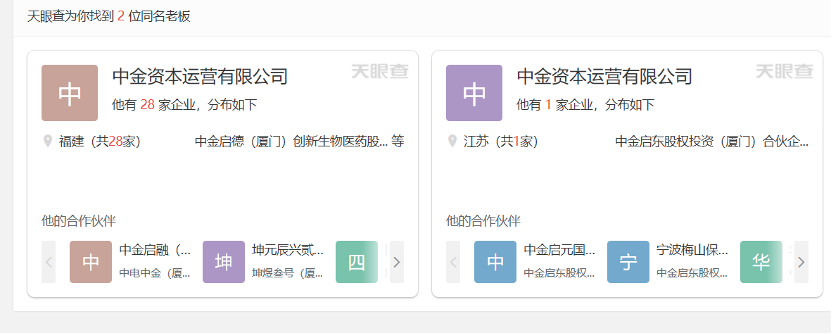 天眼查为你找到 2 位同名老板
中
中金资本运营有限公司
天眼查
他有 28 家企业，分布如下
福建（共28家）
中金启德（厦门）创新生物医药股... 等
他的合作伙伴
中
中金启融（...
中电中金（厦...
坤
坤元辰兴贰...
坤煜叁号（厦...
四
中
中金资本运营有限公司
天眼查
他有 1 家企业，分布如下
江苏（共1家）
中金启东股权投资（厦门）合伙企...
他的合作伙伴
中
中金启元国...
中金启东股权...
宁
宁波梅山保...
中金启东股权...
华